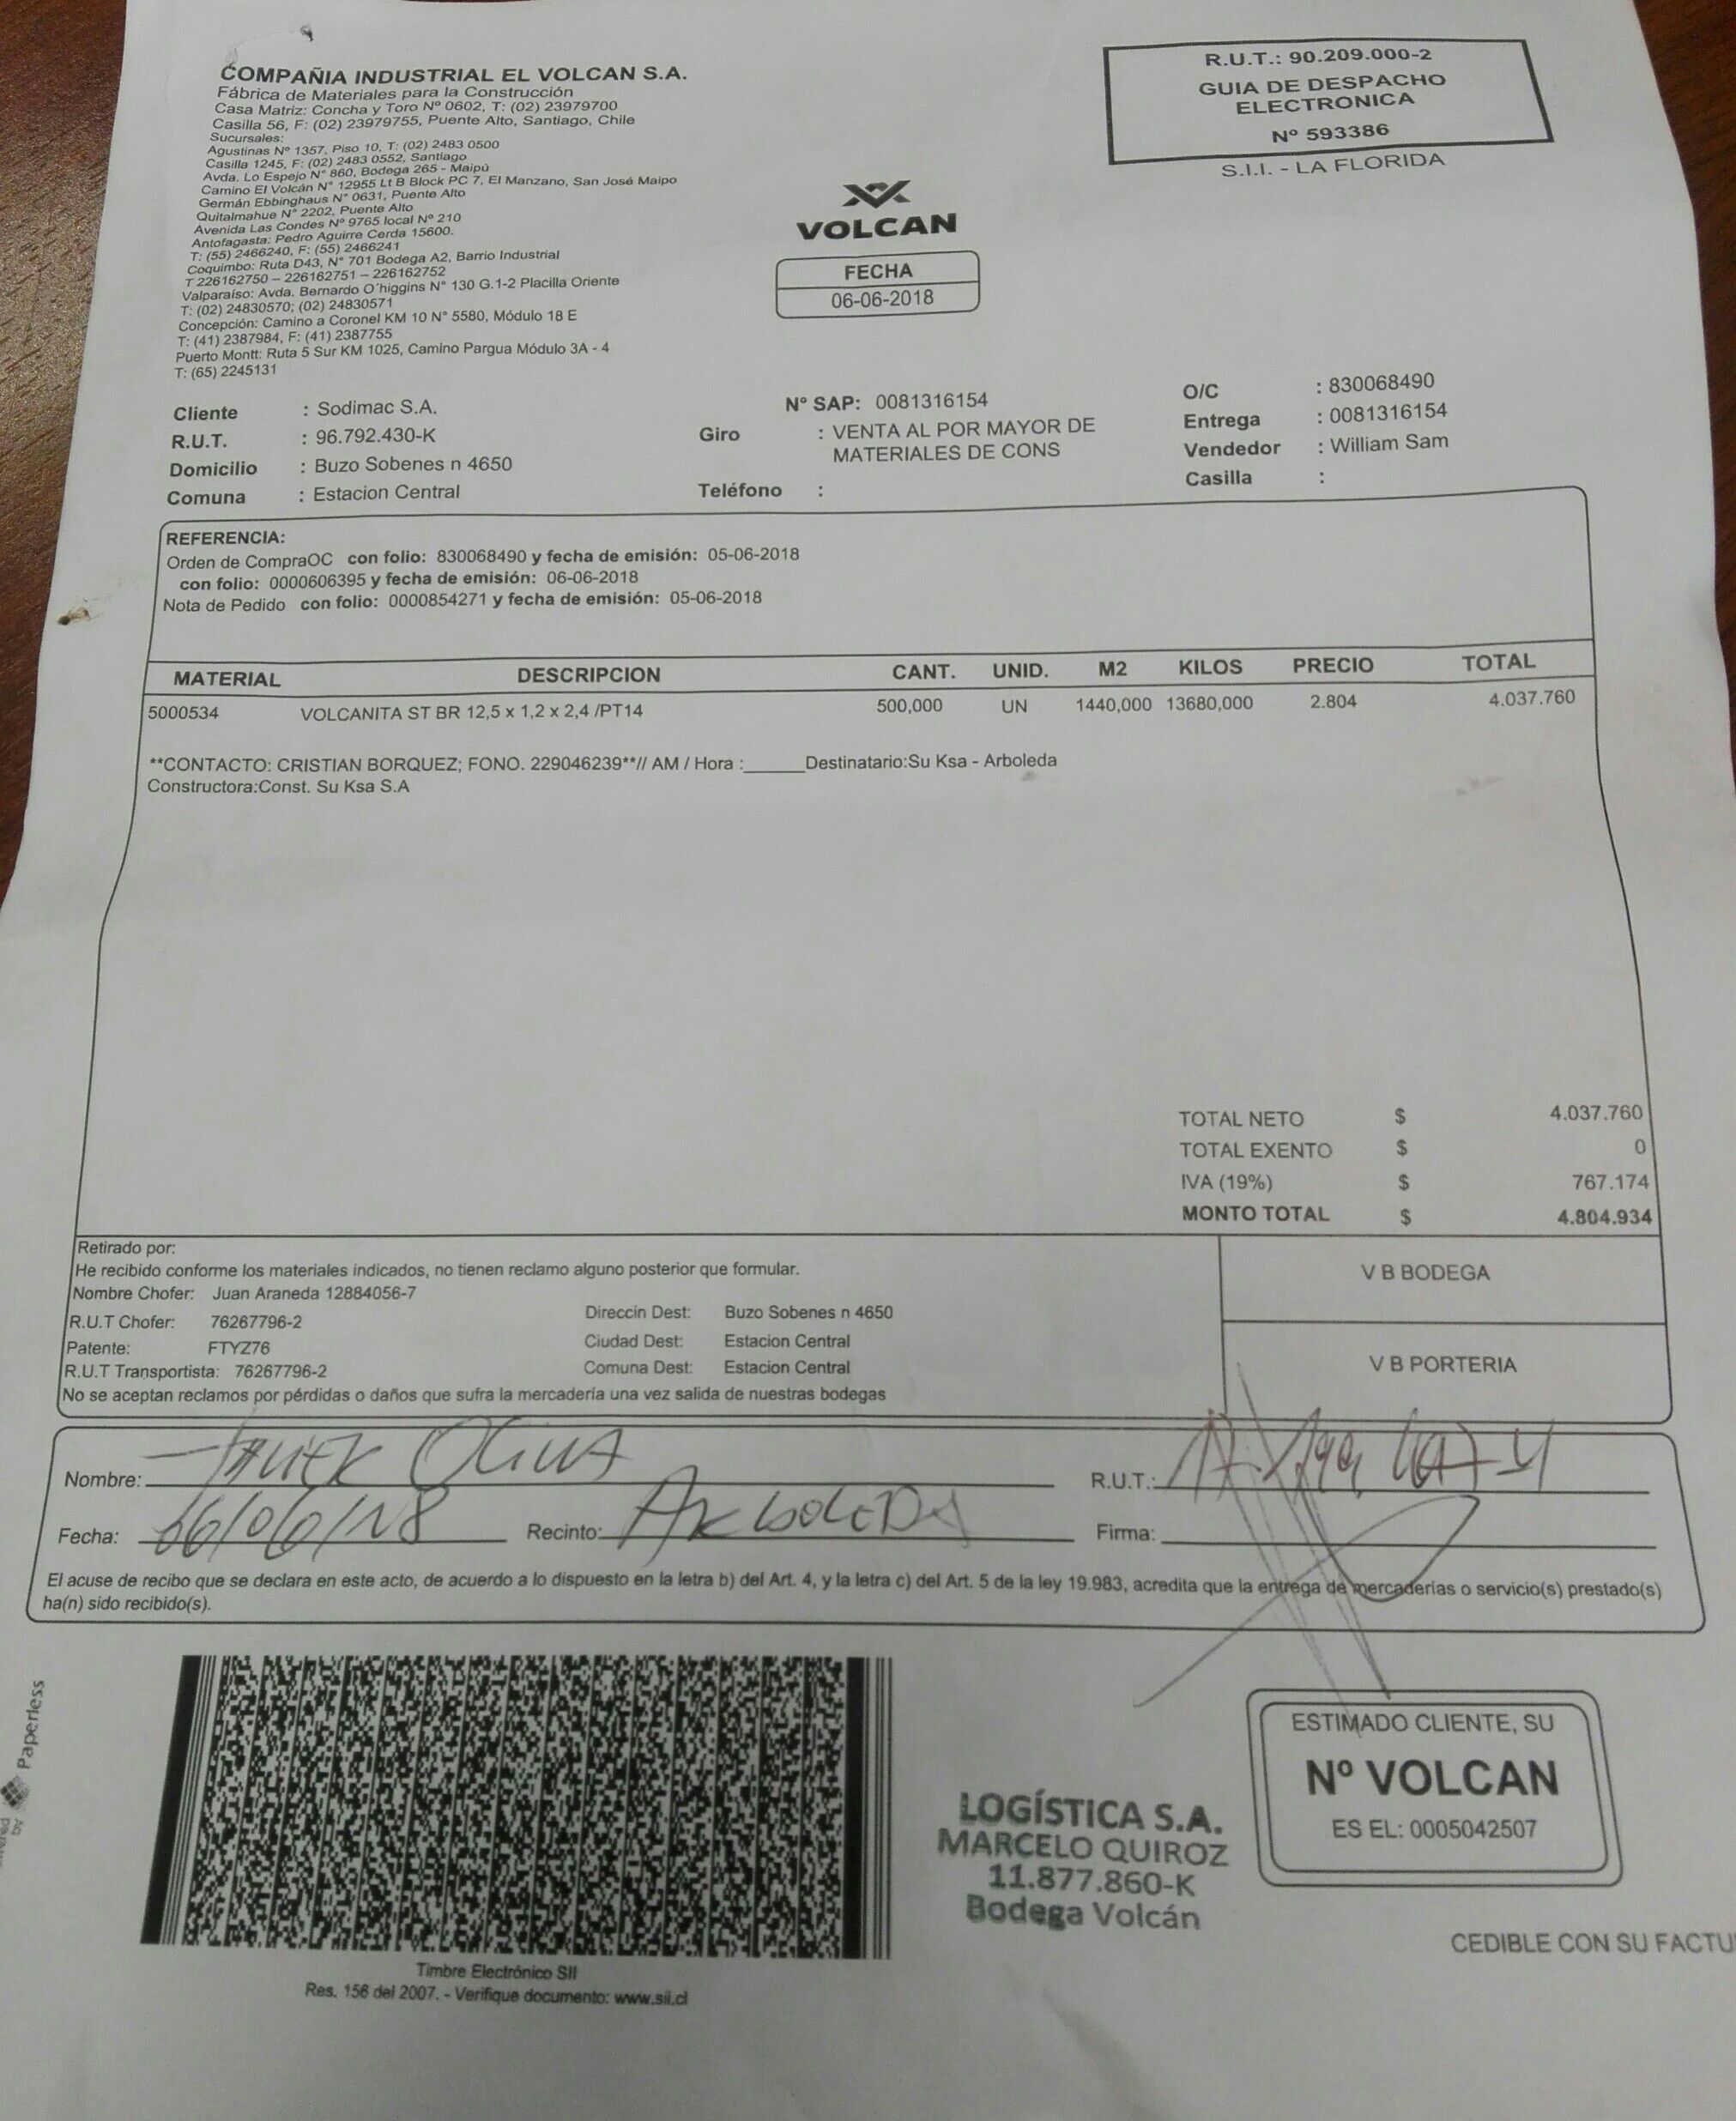 COMPAÑIA INDUSTRIAL EL VOLCAN S.A.
Fábrica de Materiales para la Construcción
Casa Matriz: Concha y Toro Nº 0602, T: (02) 23979700
Casilla 56, F: (02) 23979755, Puente Alto, Santiago, Chile
Sucursales:
Agustinas Nº 1357, Piso 10, T: (02) 2483 0500
Casilla 1245, F: (02) 2483 0552, Santiago
Avda. Lo Espejo N° 860, Bodega 265 - Maipú
Camino El Volcán N° 12955 Lt B Block PC 7, El Manzano, San José Maipo
Germán Ebbinghaus N° 0631, Puente Alto
Quitalmahue N° 2202, Puente Alto
Avenida Las Condes Nº 9765 local Nº 210
Antofagasta: Pedro Aguirre Cerda 15600.
T: (55) 2466240, F: (55) 2466241
Coquimbo: Ruta D43, N° 701 Bodega A2, Barrio Industrial
T 226162750 – 226162751 – 226162752
Valparaíso: Avda. Bernardo O´higgins N° 130 G.1-2 Placilla Oriente
T: (02) 24830570; (02) 24830571
Concepción: Camino a Coronel KM 10 N° 5580, Módulo 18 E
T: (41) 2387984, F: (41) 2387755
Puerto Montt: Ruta 5 Sur KM 1025, Camino Pargua Módulo 3A - 4
T: (65) 2245131
VOLCAN
FECHA
06-06-2018
R.U.T.: 90.209.000-2
GUIA DE DESPACHO
ELECTRONICA
Nº 593386
S.I.I. - LA FLORIDA
Cliente : Sodimac S.A.
R.U.T. : 96.792.430-K
Domicilio : Buzo Sobenes n 4650
Comuna : Estacion Central
Nº SAP: 0081316154
Giro : VENTA AL POR MAYOR DE
MATERIALES DE CONS
Teléfono :
O/C : 830068490
Entrega : 0081316154
Vendedor : William Sam
Casilla :
REFERENCIA:
Orden de CompraOC con folio: 830068490 y fecha de emisión: 05-06-2018
con folio: 0000606395 y fecha de emisión: 06-06-2018
Nota de Pedido con folio: 0000854271 y fecha de emisión: 05-06-2018
MATERIAL DESCRIPCION CANT. UNID. M2 KILOS PRECIO TOTAL
5000534 VOLCANITA ST BR 12,5 x 1,2 x 2,4 /PT14 500,000 UN 1440,000 13680,000 2.804 4.037.760
**CONTACTO: CRISTIAN BORQUEZ; FONO. 229046239**// AM / Hora :______Destinatario:Su Ksa - Arboleda
Constructora:Const. Su Ksa S.A
TOTAL NETO $ 4.037.760
TOTAL EXENTO $ 0
IVA (19%) $ 767.174
MONTO TOTAL $ 4.804.934
Retirado por:
He recibido conforme los materiales indicados, no tienen reclamo alguno posterior que formular.
Nombre Chofer: Juan Araneda 12884056-7
R.U.T Chofer: 76267796-2
Patente: FTYZ76
R.U.T Transportista: 76267796-2
Direccin Dest: Buzo Sobenes n 4650
Ciudad Dest: Estacion Central
Comuna Dest: Estacion Central
No se aceptan reclamos por pérdidas o daños que sufra la mercadería una vez salida de nuestras bodegas
V B BODEGA
V B PORTERIA
Nombre: JAVIER OLIVA
R.U.T.:
Fecha: 06/06/18 Recinto: ARBOLEDA
Firma:
El acuse de recibo que se declara en este acto, de acuerdo a lo dispuesto en la letra b) del Art. 4, y la letra c) del Art. 5 de la ley 19.983, acredita que la entrega de mercaderías o servicio(s) prestado(s)
ha(n) sido recibido(s).
Paperless
Timbre Electrónico SII
Res. 156 del 2007. - Verifique documento: www.sii.cl
LOGÍSTICA S.A.
MARCELO QUIROZ
11.877.860-K
Bodega Volcán
ESTIMADO CLIENTE, SU
Nº VOLCAN
ES EL: 0005042507
CEDIBLE CON SU FACTU